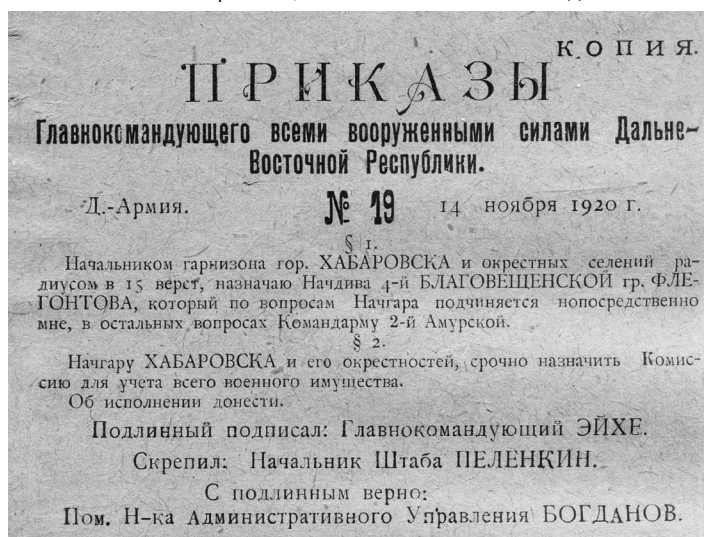 КОПИЯ.
ПРИКАЗЫ
Главнокомандующего всеми вооруженными силами Дальне-
Восточной Республики.
Д.-Армия. № 19 14 ноября 1920 г.
§ 1.
Начальником гарнизона гор. ХАБАРОВСКА и окрестных селений ра-
диусом в 15 верст, назначаю Начдива 4-й БЛАГОВЕЩЕНСКОЙ гр. ФЛЕ-
ГОНТОВА, который по вопросам Начгара подчиняется нопосредственно
мне, в остальных вопросах Командарму 2-й Амурской.
§ 2.
Начгару ХАБАРОВСКА и его окрестностей, срочно назначить Комис-
сию для учета всего военного имущества.
Об исполнении донести.
Подлинный подписал: Главнокомандующий ЭЙХЕ.
Скрепил: Начальник Штаба ПЕЛЕНКИН.
С подлинным верно:
Пом. Н-ка Административного Управления БОГДАНОВ.